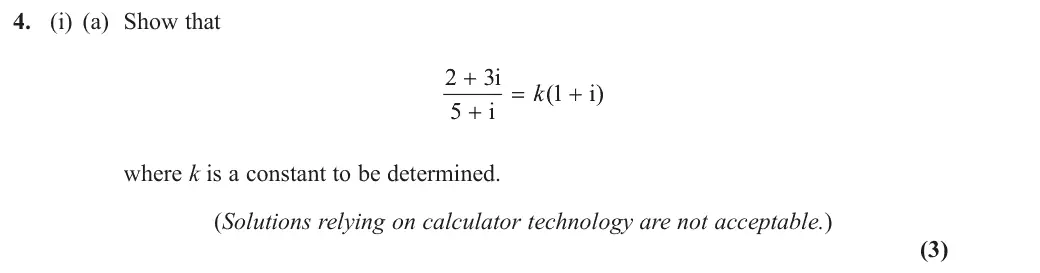 4. (i) (a) Show that
2 + 3i
5 + i
= k(1 + i)
where k is a constant to be determined.
(Solutions relying on calculator technology are not acceptable.)
(3)